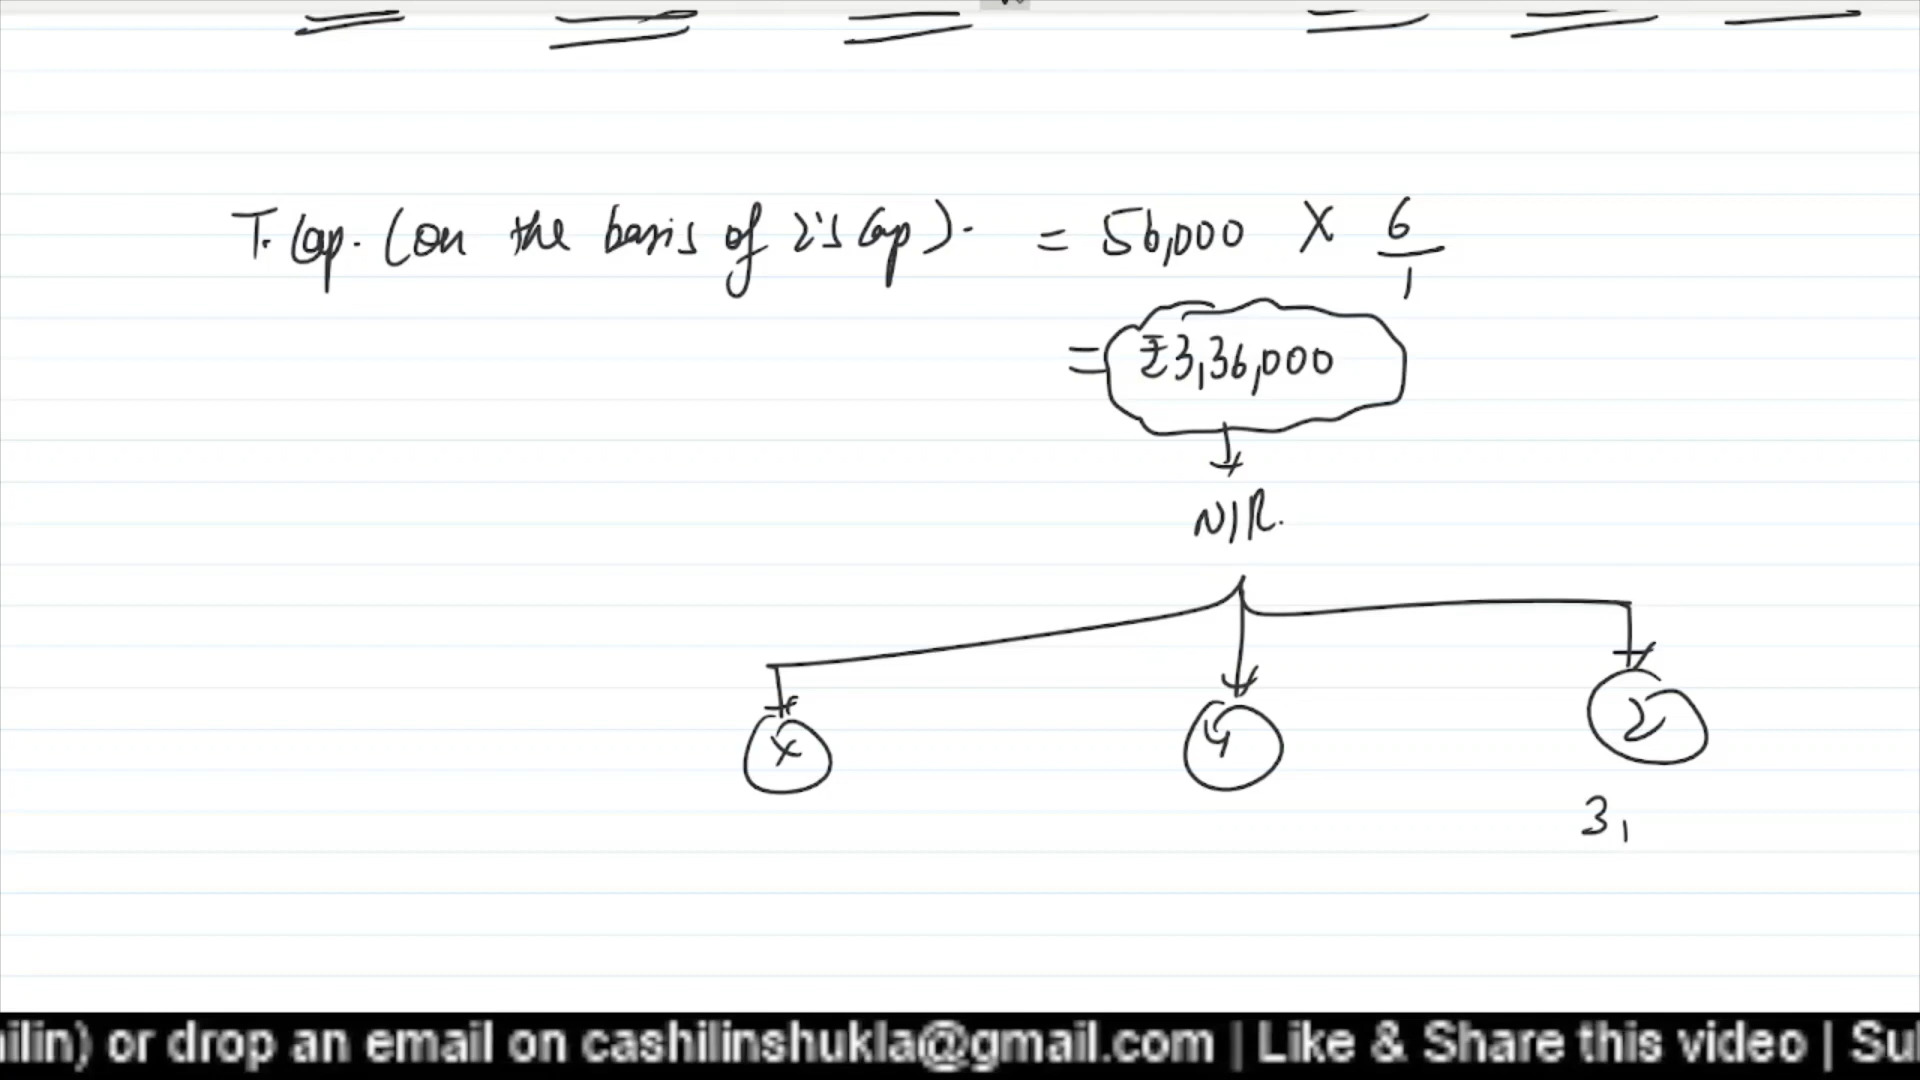 T. Cap. (on the basis of Z's Cap). = 56,000 X 6/1
= ₹3,36,000
N/R.
X Y Z
3,
ilin) or drop an email on cashilinshukla@gmail.com | Like & Share this video | Su